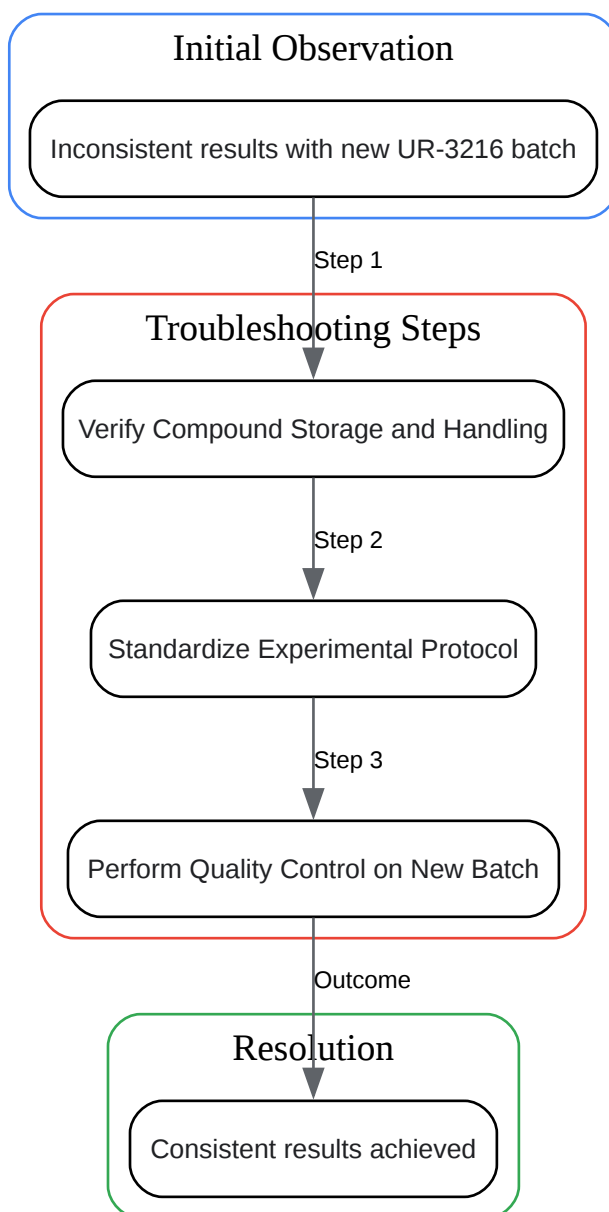 Initial Observation
Inconsistent results with new UR-3216 batch
Step 1
Troubleshooting Steps
Verify Compound Storage and Handling
Step 2
Standardize Experimental Protocol
Step 3
Perform Quality Control on New Batch
Outcome
Resolution
Consistent results achieved